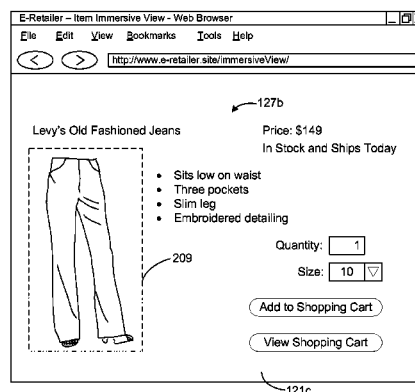 E-Retailer – Item Immersive View - Web Browser
File Edit View Bookmarks Tools Help
< > http://www.e-retailer.site/immersiveView/
127b
Levy's Old Fashioned Jeans
Price: $149
In Stock and Ships Today
• Sits low on waist
• Three pockets
• Slim leg
• Embroidered detailing
209
Quantity: 1
Size: 10
Add to Shopping Cart
View Shopping Cart
121c